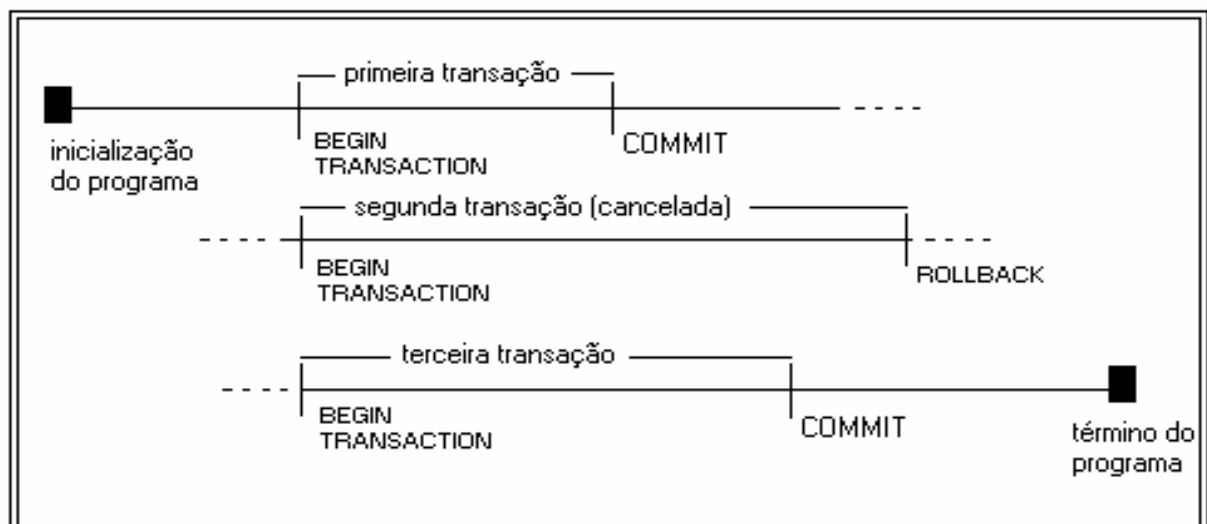 primeira transação
BEGIN
TRANSACTION
COMMIT
inicialização
do programa
segunda transação (cancelada)
BEGIN
TRANSACTION
ROLLBACK
terceira transação
BEGIN
TRANSACTION
COMMIT
término do
programa